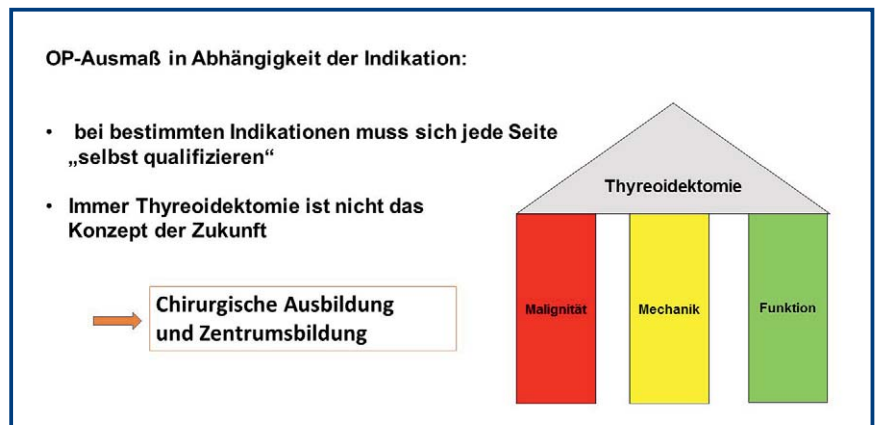 OP-Ausmaß in Abhängigkeit der Indikation:
• bei bestimmten Indikationen muss sich jede Seite
„selbst qualifizieren“
• Immer Thyreoidektomie ist nicht das
Konzept der Zukunft
Chirurgische Ausbildung
und Zentrumsbildung
Thyreoidektomie
Malignität
Mechanik
Funktion